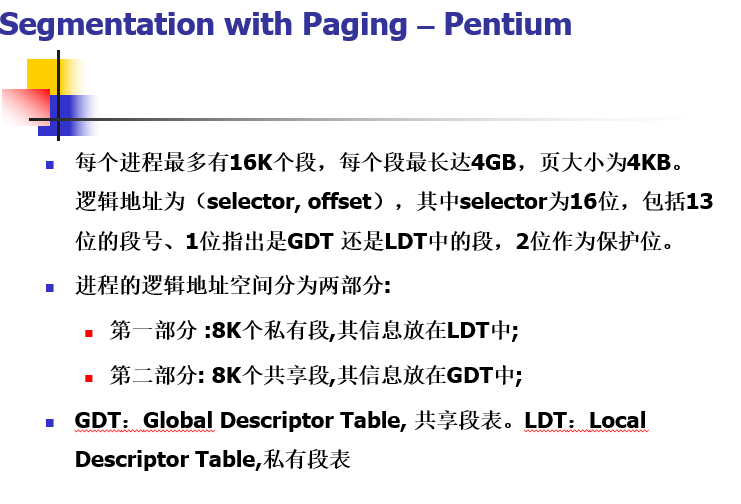 Segmentation with Paging – Pentium
每个进程最多有16K个段，每个段最长达4GB，页大小为4KB。
逻辑地址为（selector, offset），其中selector为16位，包括13
位的段号、1位指出是GDT 还是LDT中的段，2位作为保护位。
进程的逻辑地址空间分为两部分:
第一部分 :8K个私有段,其信息放在LDT中;
第二部分: 8K个共享段,其信息放在GDT中;
GDT：Global Descriptor Table, 共享段表。LDT：Local
Descriptor Table,私有段表